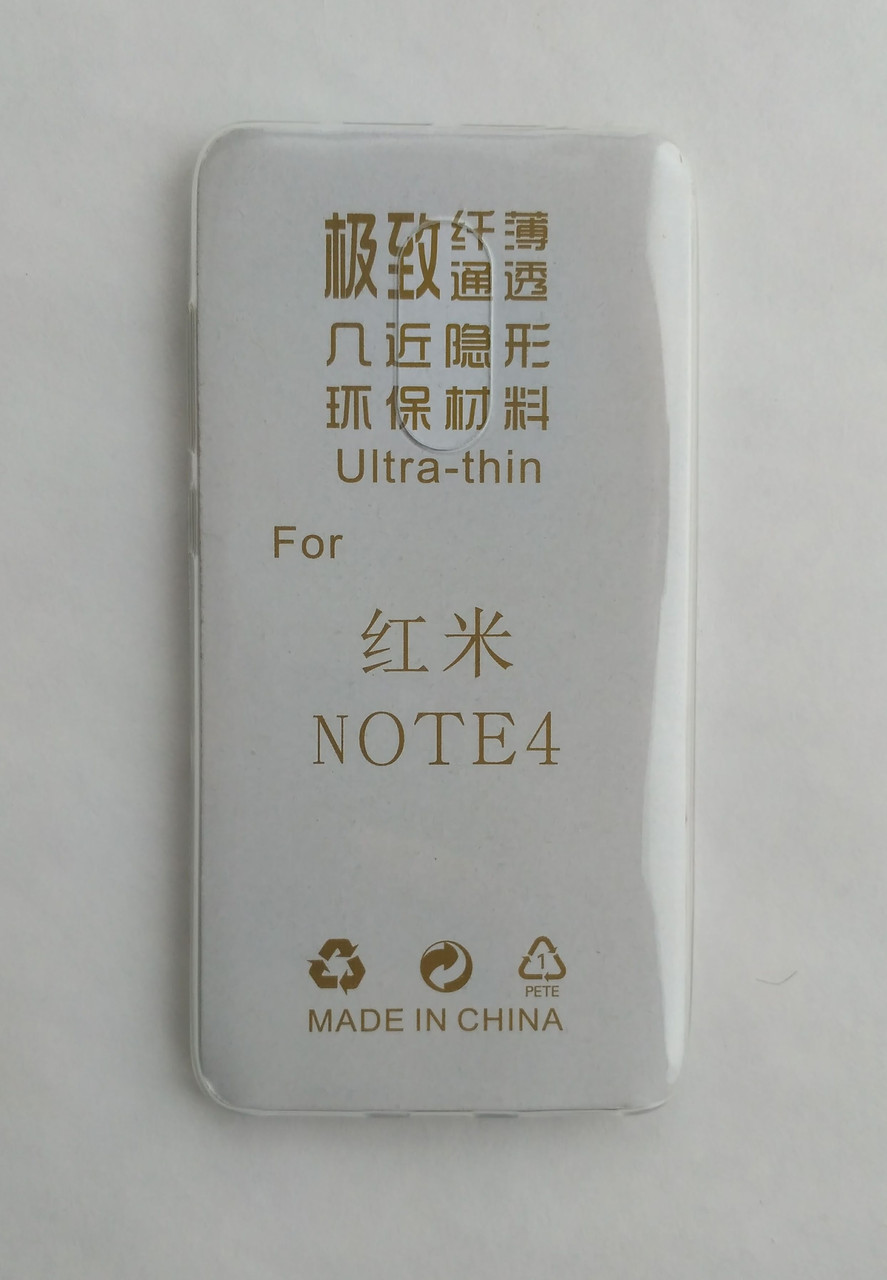 极致纤薄
通透
几近隐形
环保材料
Ultra-thin
For
红米
NOTE4
1
PETE
MADE IN CHINA